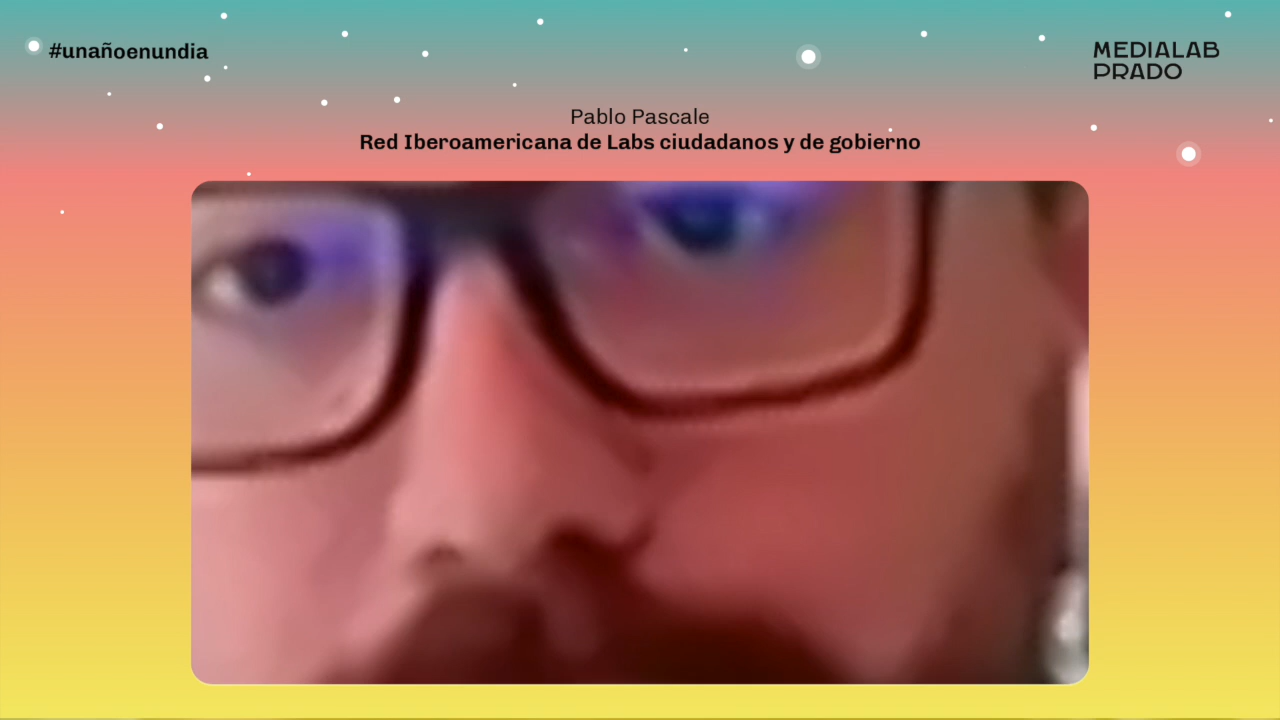 #unañoenundia
MEDIALAB
PRADO
Pablo Pascale
Red Iberoamericana de Labs ciudadanos y de gobierno